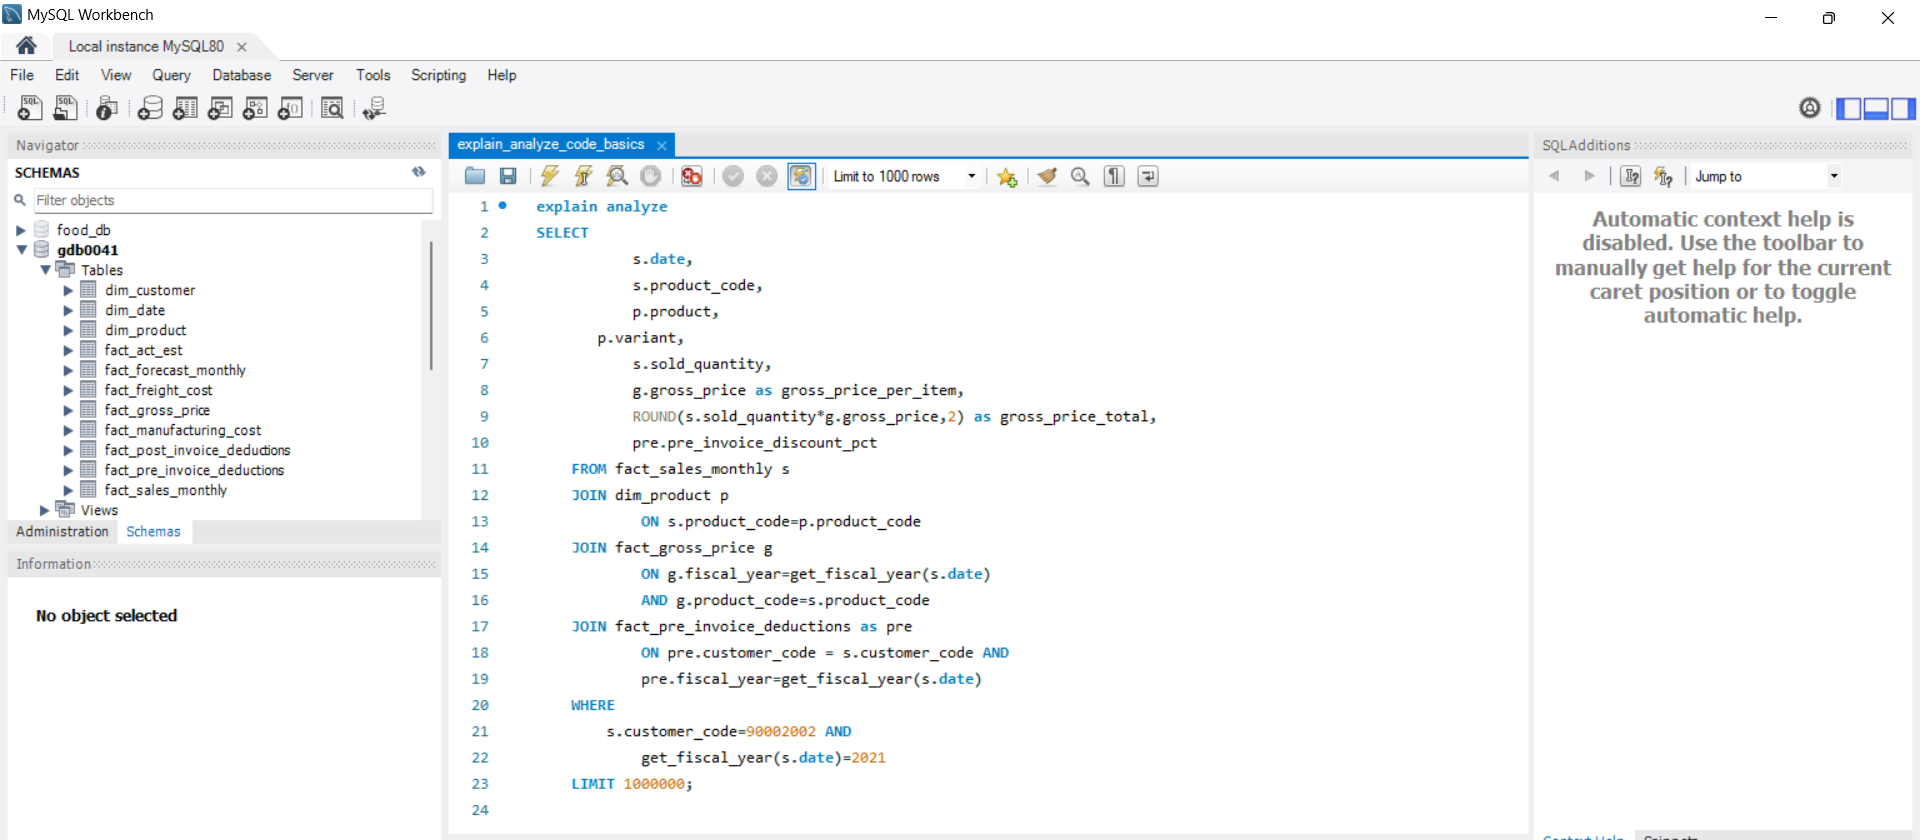 MySQL Workbench
Local instance MySQL80
File Edit View Query Database Server Tools Scripting Help
Navigator
SCHEMAS
Filter objects
food_db
gdb0041
Tables
dim_customer
dim_date
dim_product
fact_act_est
fact_forecast_monthly
fact_freight_cost
fact_gross_price
fact_manufacturing_cost
fact_post_invoice_deductions
fact_pre_invoice_deductions
fact_sales_monthly
Views
Administration Schemas
Information
No object selected
explain_analyze_code_basics
Limit to 1000 rows
1 explain analyze
2 SELECT
3 s.date,
4 s.product_code,
5 p.product,
6 p.variant,
7 s.sold_quantity,
8 g.gross_price as gross_price_per_item,
9 ROUND(s.sold_quantity*g.gross_price,2) as gross_price_total,
10 pre.pre_invoice_discount_pct
11 FROM fact_sales_monthly s
12 JOIN dim_product p
13 ON s.product_code=p.product_code
14 JOIN fact_gross_price g
15 ON g.fiscal_year=get_fiscal_year(s.date)
16 AND g.product_code=s.product_code
17 JOIN fact_pre_invoice_deductions as pre
18 ON pre.customer_code = s.customer_code AND
19 pre.fiscal_year=get_fiscal_year(s.date)
20 WHERE
21 s.customer_code=90002002 AND
22 get_fiscal_year(s.date)=2021
23 LIMIT 1000000;
24
SQLAdditions
Jump to
Automatic context help is
disabled. Use the toolbar to
manually get help for the current
caret position or to toggle
automatic help.
Context Help Snippets